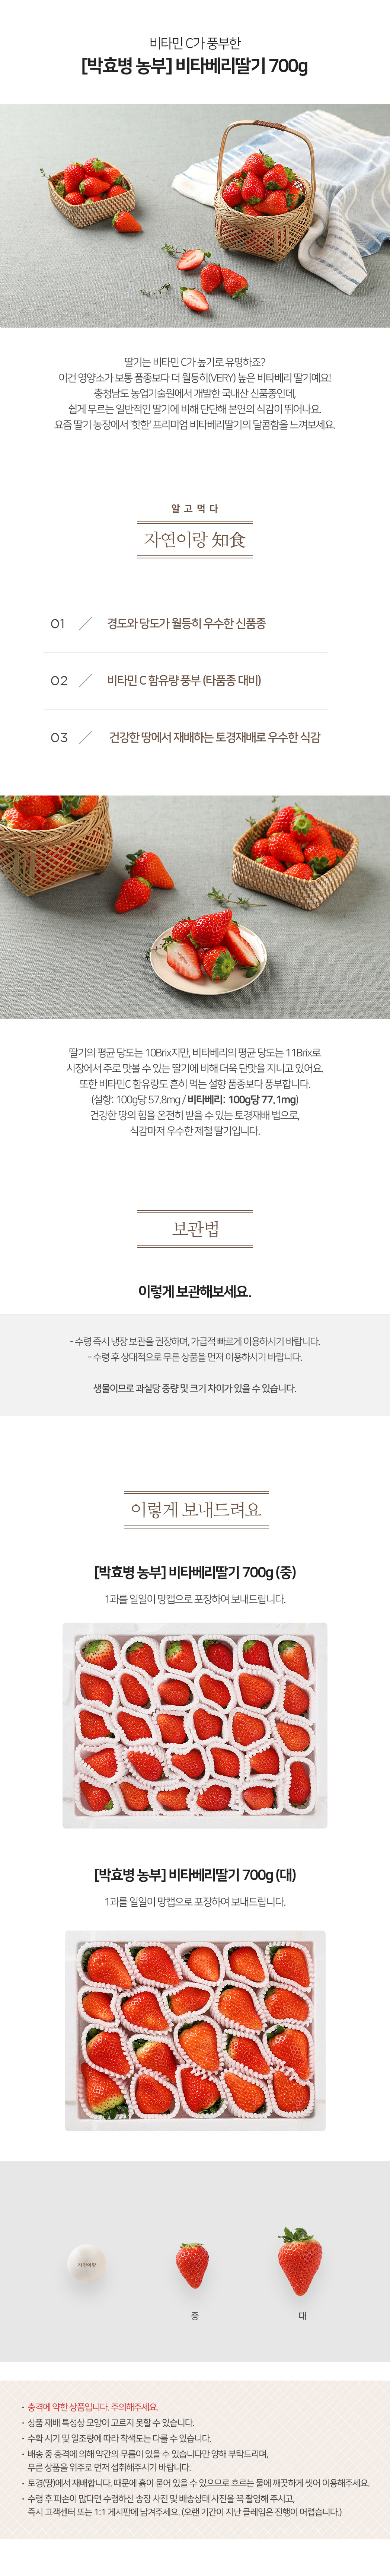 비타민 C가 풍부한
[박효병 농부] 비타베리딸기 700g
딸기는 비타민 C가 높기로 유명하죠?
이건 영양소가 보통 품종보다 더 월등히(VERY) 높은 비타베리 딸기예요!
충청남도 농업기술원에서 개발한 국내산 신품종인데,
쉽게 무르는 일반적인 딸기에 비해 단단해 본연의 식감이 뛰어나요.
요즘 딸기 농장에서 '핫한' 프리미엄 비타베리딸기의 달콤함을 느껴보세요.
알고먹다
자연이랑 知食
01 경도와 당도가 월등히 우수한 신품종
02 비타민 C 함유량 풍부 (타품종 대비)
03 건강한 땅에서 재배하는 토경재배로 우수한 식감
딸기의 평균 당도는 10Brix지만, 비타베리의 평균 당도는 11Brix로
시장에서 주로 맛볼 수 있는 딸기에 비해 더욱 단맛을 지니고 있어요.
또한 비타민C 함유량도 흔히 먹는 설향 품종보다 풍부합니다.
(설향: 100g당 57.8mg / 비타베리: 100g당 77.1mg)
건강한 땅의 힘을 온전히 받을 수 있는 토경재배 법으로,
식감마저 우수한 제철 딸기입니다.
보관법
이렇게 보관해보세요.
- 수령 즉시 냉장 보관을 권장하며, 가급적 빠르게 이용하시기 바랍니다.
- 수령 후 상대적으로 무른 상품을 먼저 이용하시기 바랍니다.
생물이므로 과실당 중량 및 크기 차이가 있을 수 있습니다.
이렇게 보내드려요
[박효병 농부] 비타베리딸기 700g (중)
1과를 일일이 망캡으로 포장하여 보내드립니다.
[박효병 농부] 비타베리딸기 700g (대)
1과를 일일이 망캡으로 포장하여 보내드립니다.
자연이랑
중
대
· 충격에 약한 상품입니다. 주의해주세요.
· 상품 재배 특성상 모양이 고르지 못할 수 있습니다.
· 수확 시기 및 일조량에 따라 착색도는 다를 수 있습니다.
· 배송 중 충격에 의해 약간의 무름이 있을 수 있습니다만 양해 부탁드리며,
무른 상품을 위주로 먼저 섭취해주시기 바랍니다.
· 토경(땅)에서 재배합니다. 때문에 흙이 묻어 있을 수 있으므로 흐르는 물에 깨끗하게 씻어 이용해주세요.
· 수령 후 파손이 많다면 수령하신 송장 사진 및 배송상태 사진을 꼭 촬영해 주시고,
즉시 고객센터 또는 1:1 게시판에 남겨주세요. (오랜 기간이 지난 클레임은 진행이 어렵습니다.)